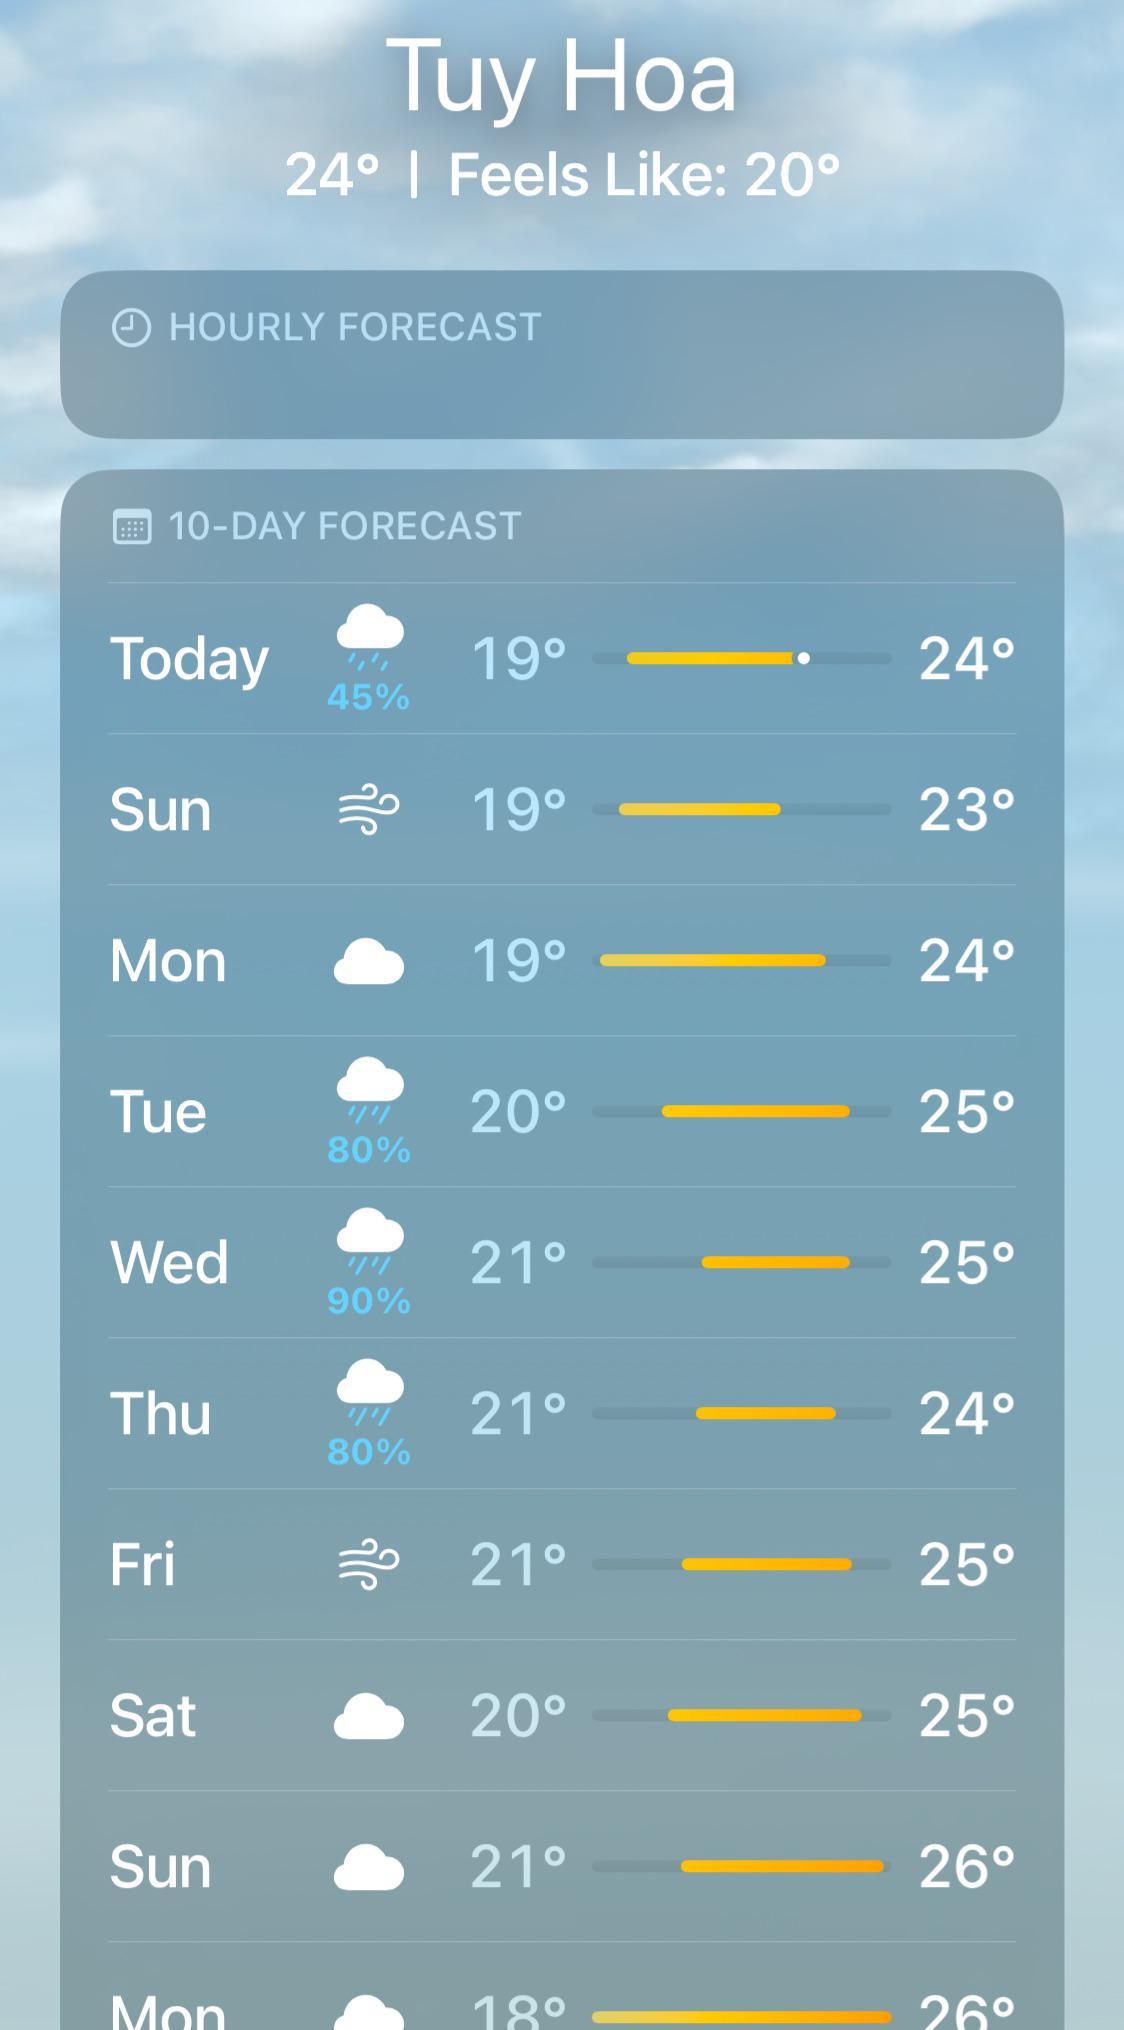 Tuy Hoa
24° | Feels Like: 20°
HOURLY FORECAST
10-DAY FORECAST
Today 45% 19° 24°
Sun 19° 23°
Mon 19° 24°
Tue 80% 20° 25°
Wed 90% 21° 25°
Thu 80% 21° 24°
Fri 21° 25°
Sat 20° 25°
Sun 21° 26°
Mon 18° 26°